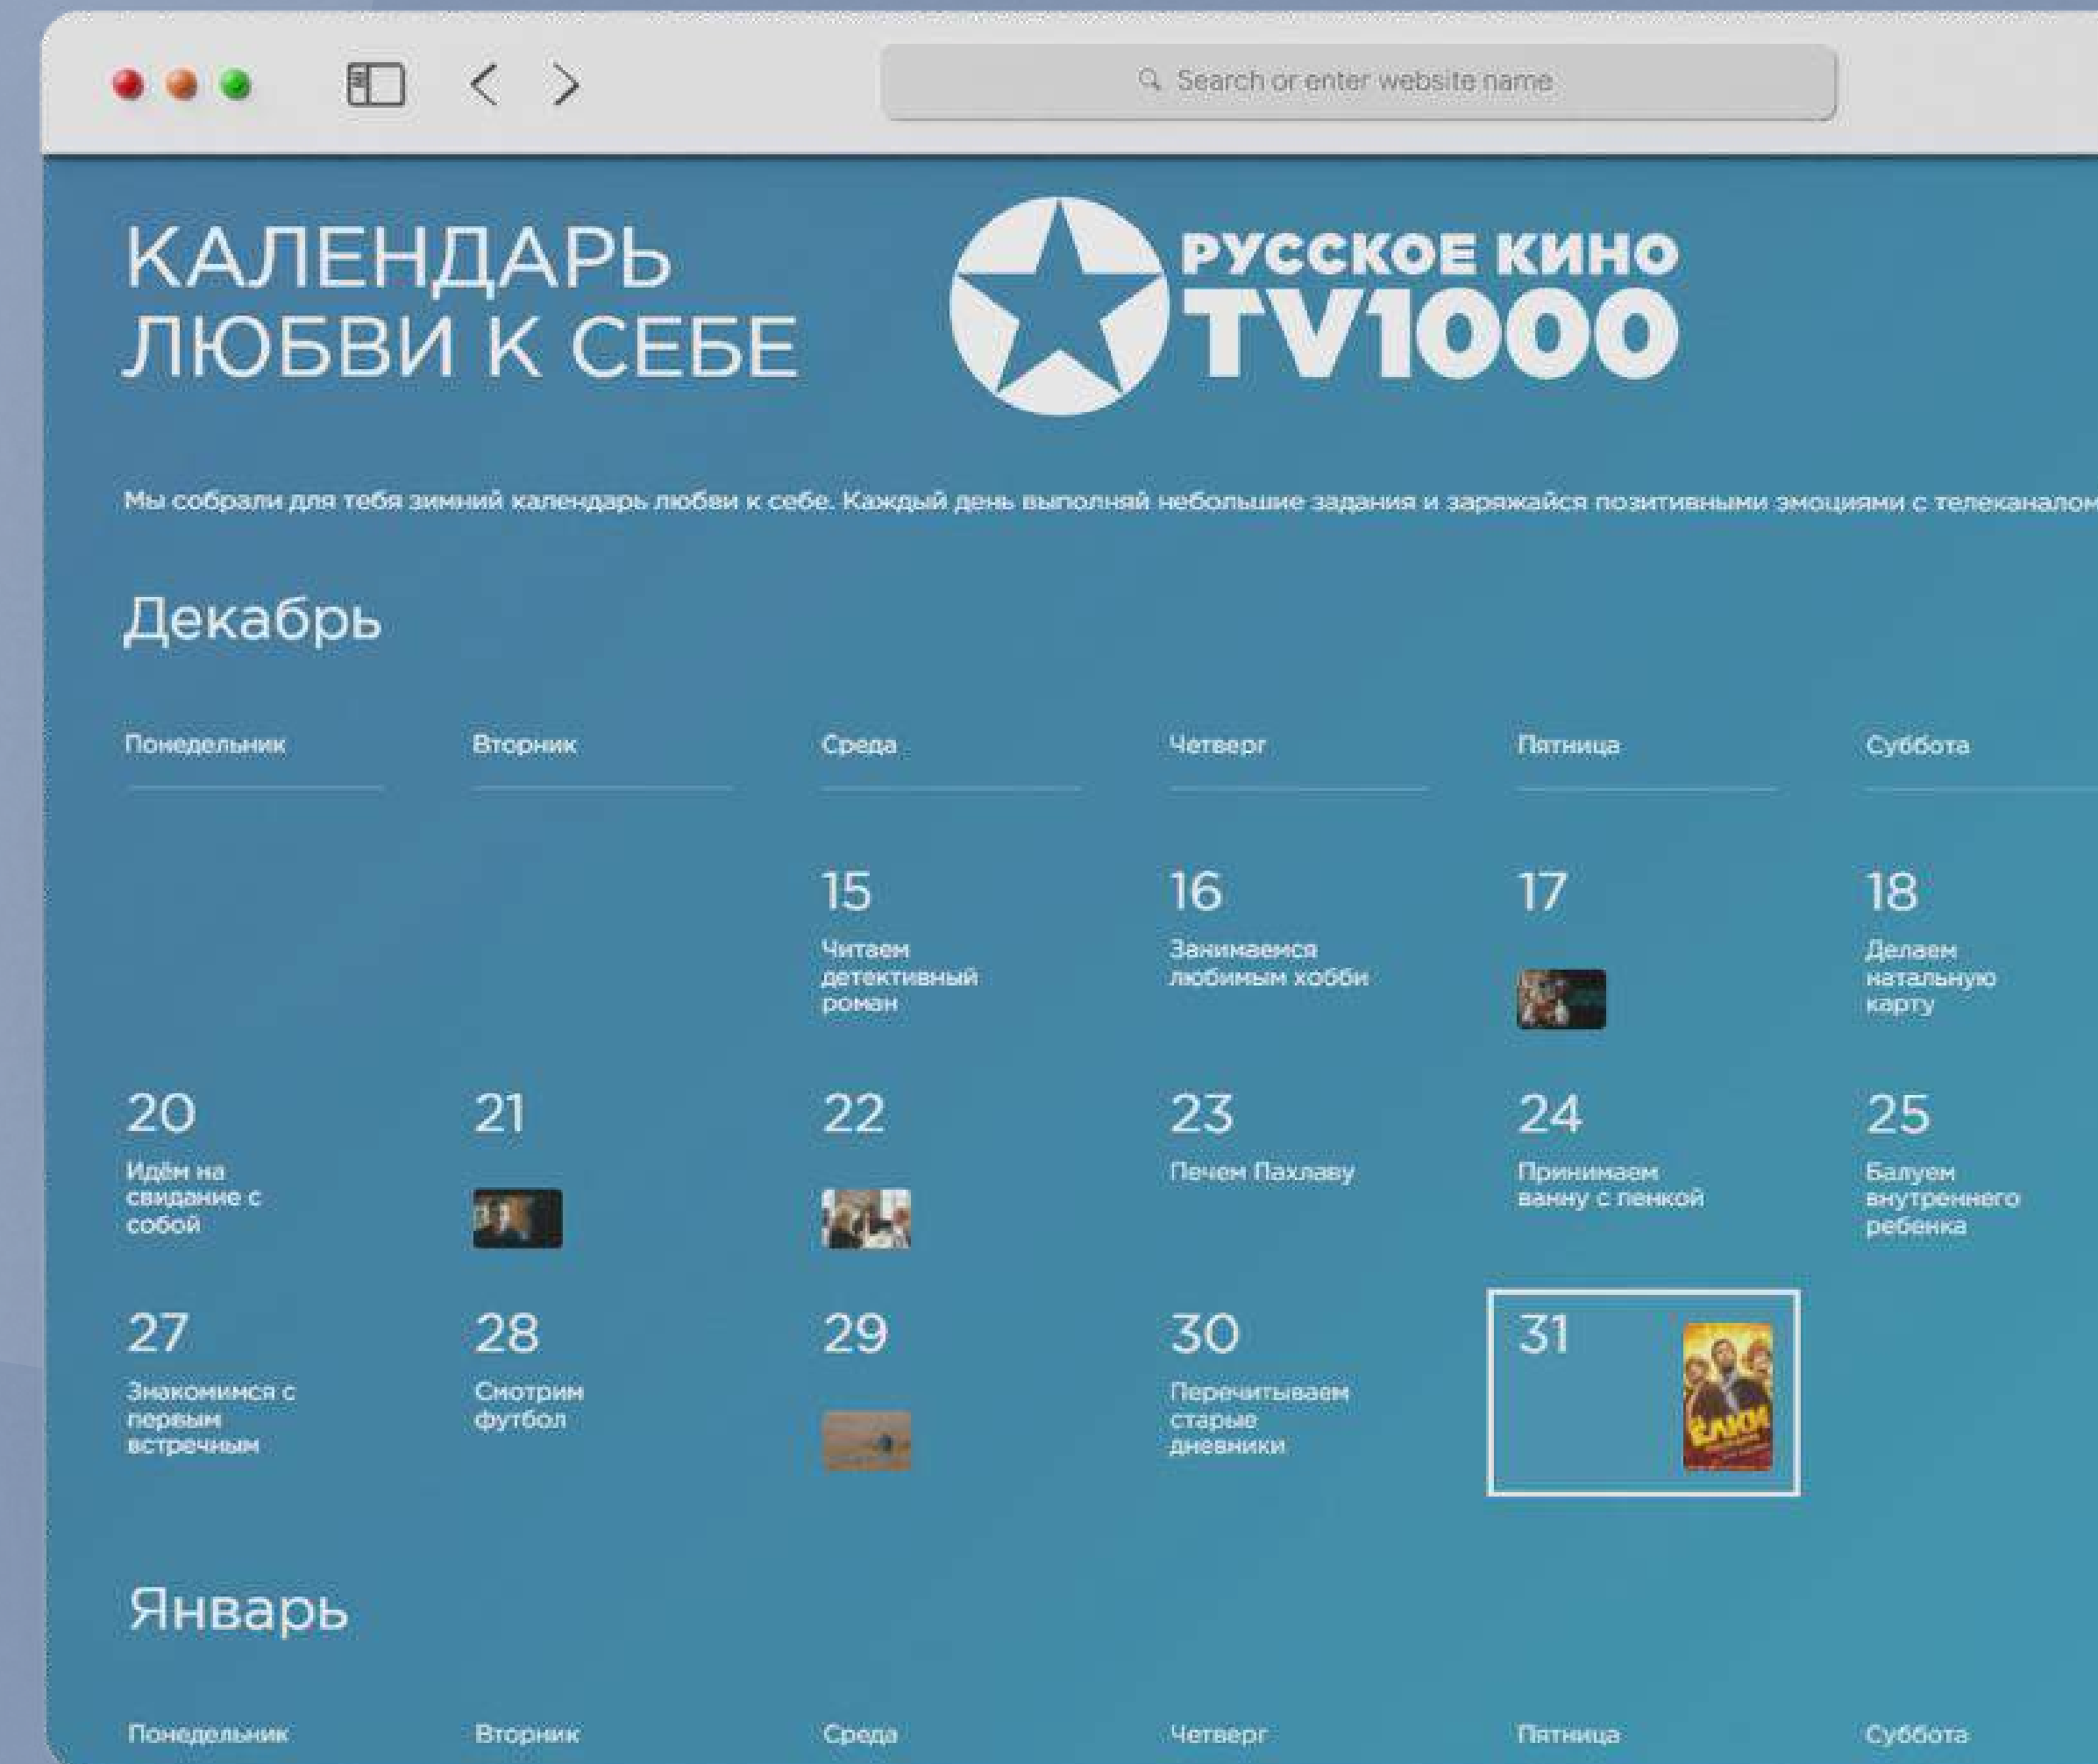 Search or enter website name
КАЛЕНДАРЬ
ЛЮБВИ К СЕБЕ
РУССКОЕ КИНО
TV1000
Мы собрали для тебя зимний календарь любви к себе. Каждый день выполняй небольшие задания и заряжайся позитивными эмоциями с телеканалом
Декабрь
Понедельник Вторник Среда Четверг Пятница Суббота
15 16 17 18
Читаем Занимаемся Делаем
детективный любимым хобби натальную
роман карту
20 21 22 23 24 25
Идём на Печем Пахлаву Принимаем Балуем
свидание с ванну с пенкой внутреннего
собой ребенка
27 28 29 30 31
Знакомимся с Смотрим Перечитываем
первым футбол старые
встречным дневники
ЁЛКИ
Январь
Понедельник Вторник Среда Четверг Пятница Суббота